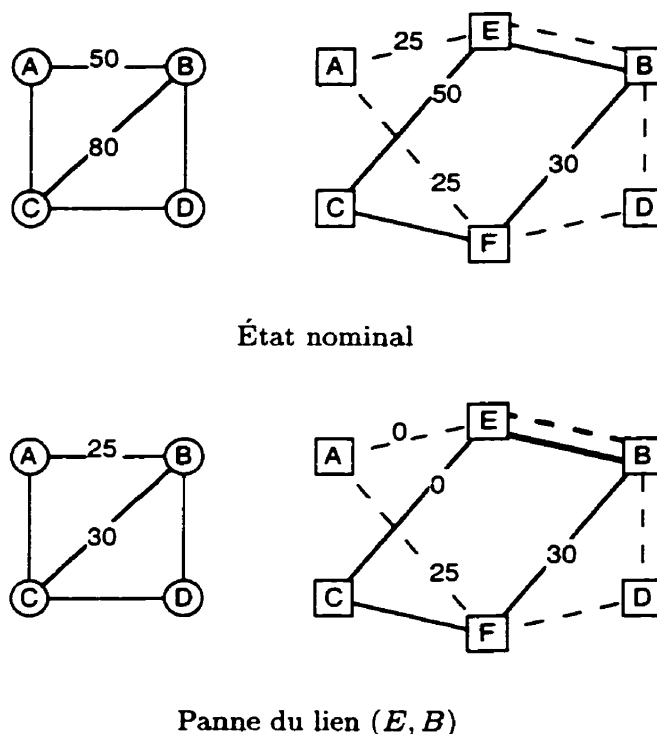 A 50 B
80
C D
25 E
A B
50
25 30
C D
F
État nominal
A 25 B
30
C D
E
0
A B
0
25 30
C D
F
Panne du lien (E, B)